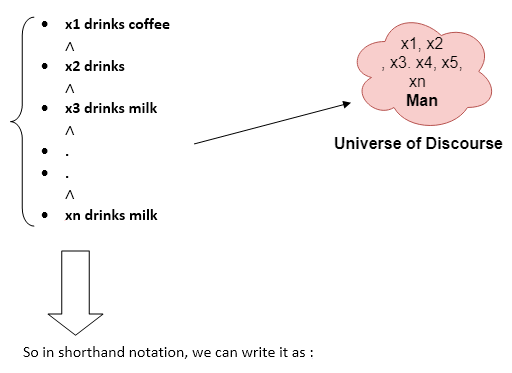 • x1 drinks coffee
^
• x2 drinks
^
• x3 drinks milk
^
• .
• .
^
• xn drinks milk
x1, x2
, x3. x4, x5,
xn
Man
Universe of Discourse
So in shorthand notation, we can write it as :